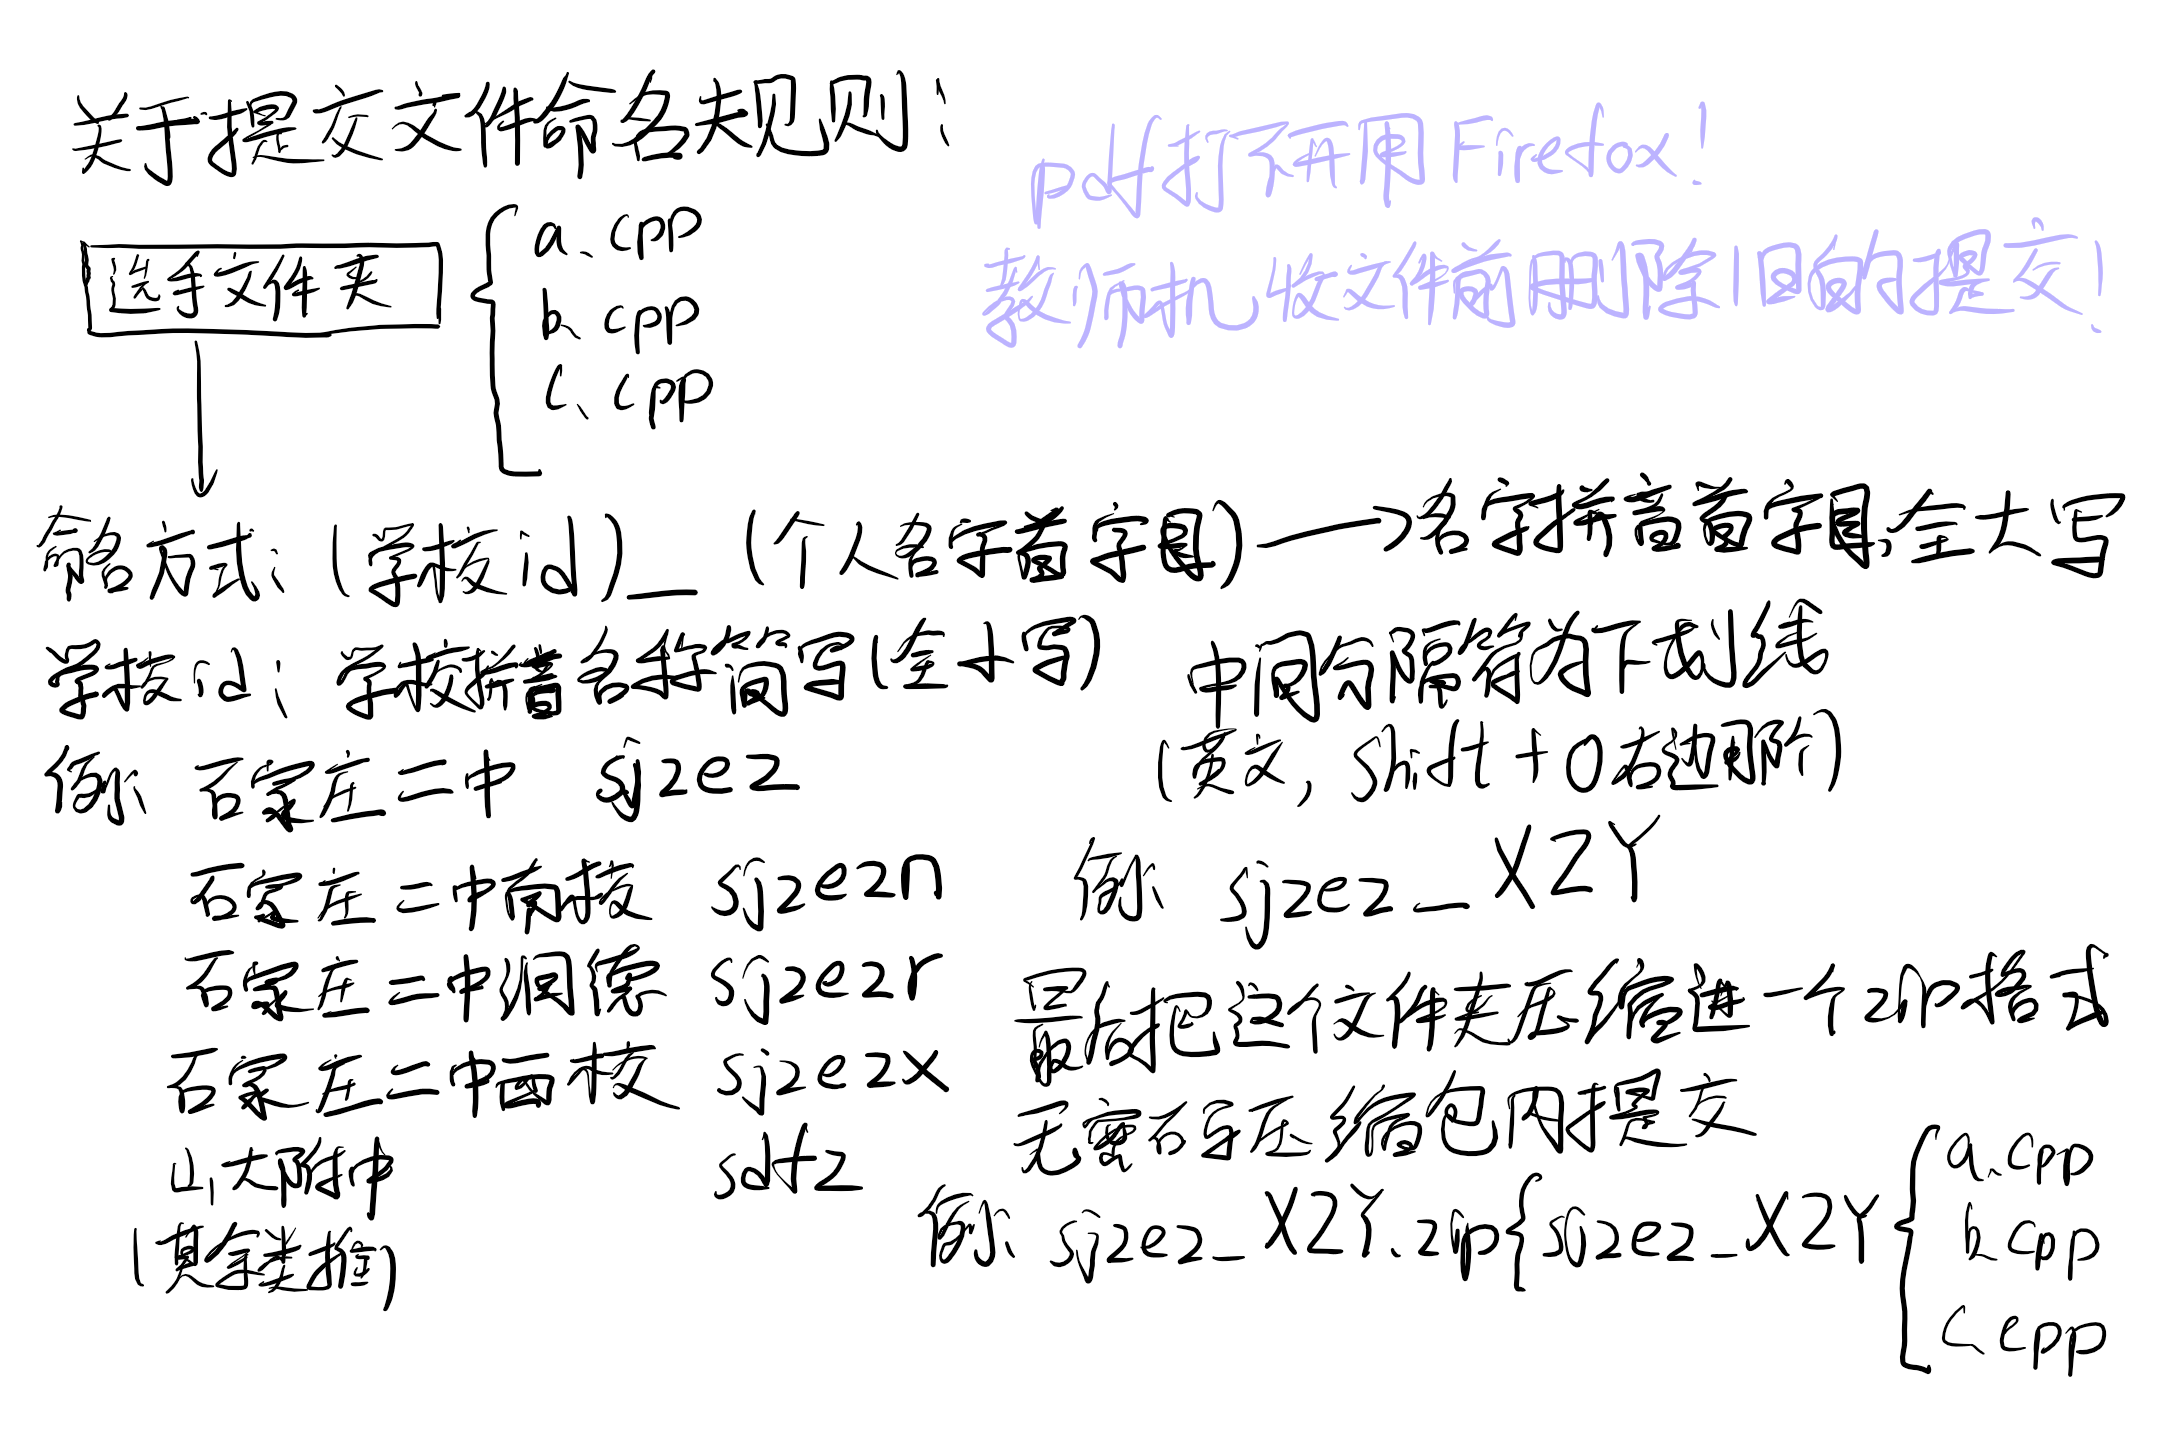 关于提交文件命名规则:
pdf打不开用Firefox!
教师机收文件前删除旧的提交!
选手文件夹
a.cpp
b.cpp
c.cpp
命名方式:(学校id)_(个人名字首字母)→名字拼音首字母,全大写
学校id:学校拼音名称简写(全小写)
中间分隔符为下划线
(英文,Shift+0右边那个)
例:石家庄二中 sjzez
石家庄二中南校 sjzezn
石家庄二中润德 sjzezr
石家庄二中西校 sjzezx
山大附中 sdfz
(其余类推)
例:sjzez_XZY
最后把这个文件夹压缩进一个zip格式
无密码压缩包内提交
例:sjzez_XZY.zip{sjzez_XZY{
a.cpp
b.cpp
c.cpp